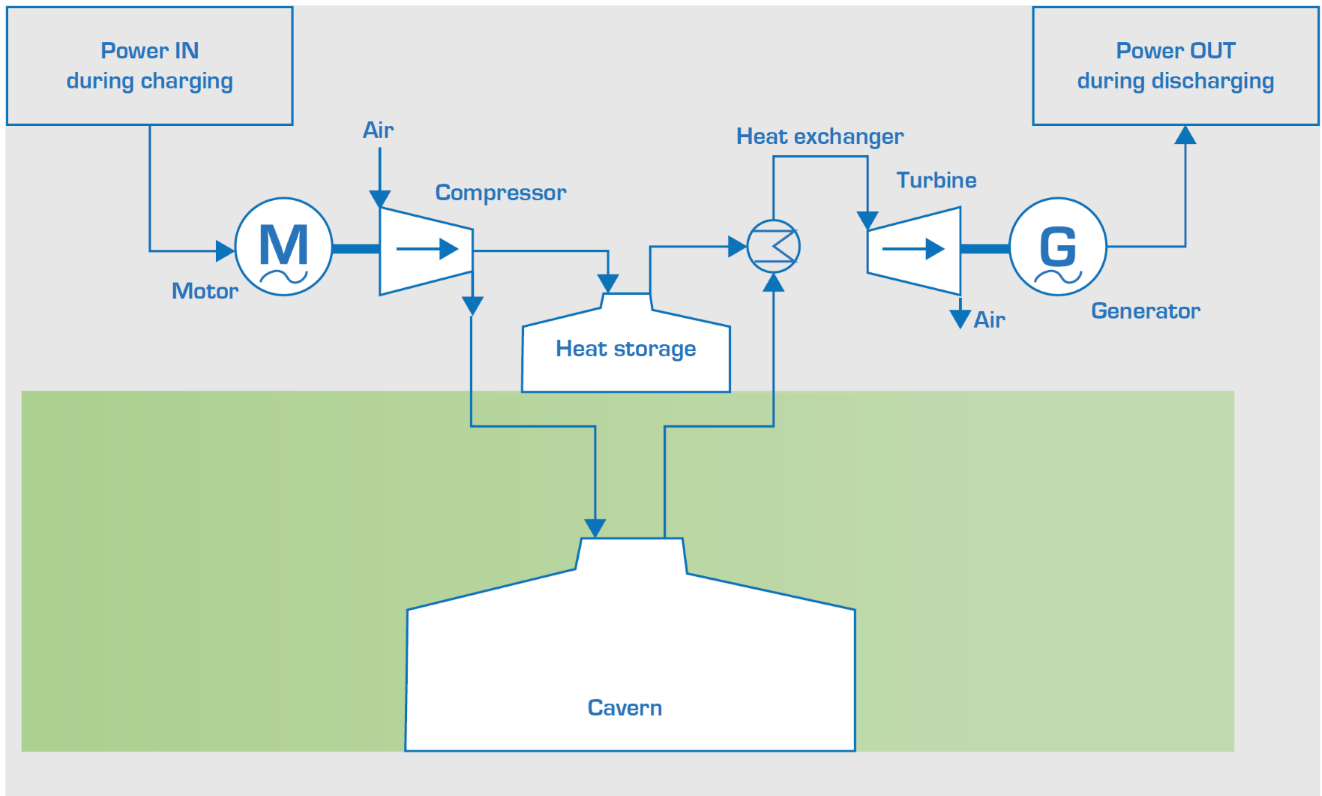 Power IN
during charging
Power OUT
during discharging
Air
Heat exchanger
Compressor
Turbine
M
G
Motor
Generator
Air
Heat storage
Cavern